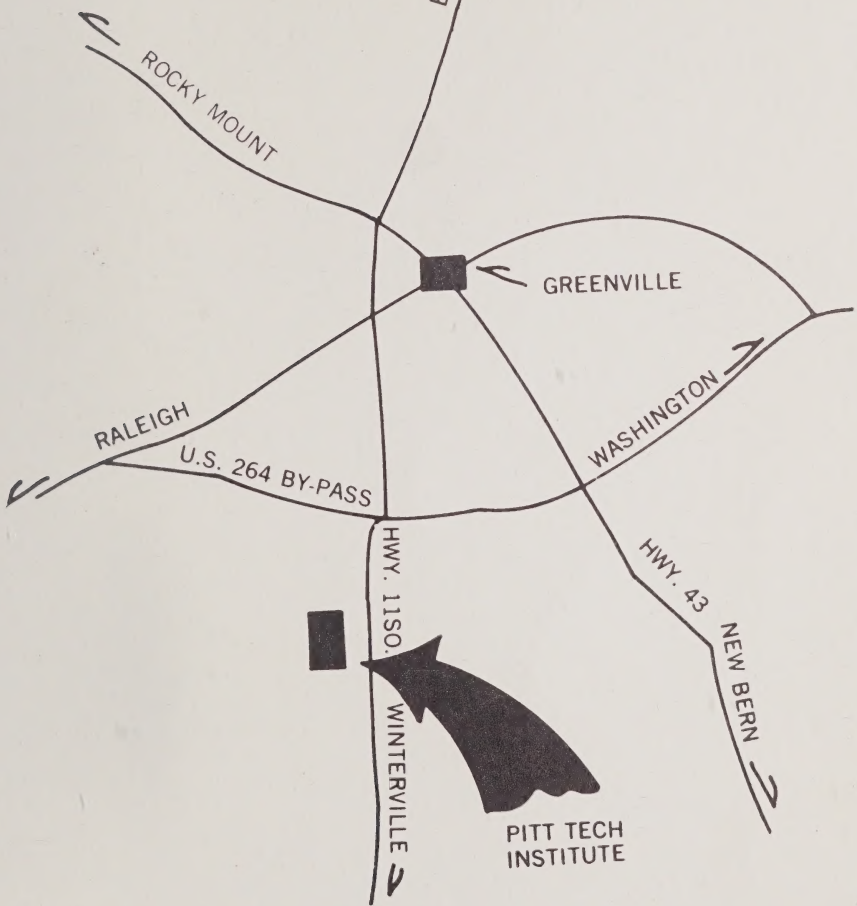 ROCKY MOUNT
GREENVILLE
RALEIGH
U.S. 264 BY-PASS
WASHINGTON
HWY. 11SO.
WINTERVILLE
HWY. 43
NEW BERN
PITT TECH
INSTITUTE